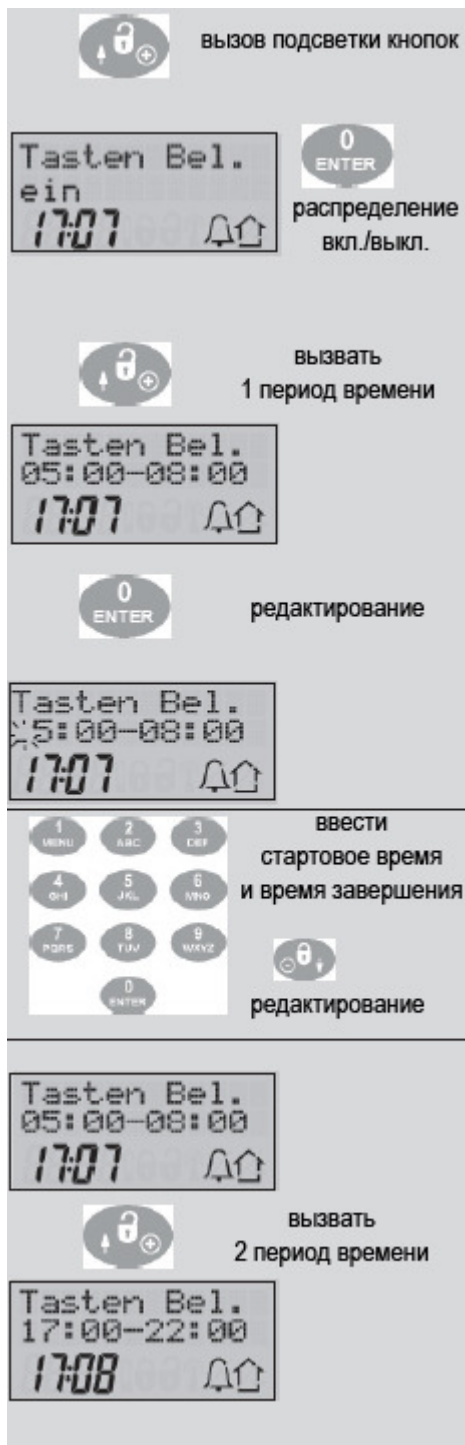 вызов подсветки кнопок
Tasten Bel.
ein
17:07
0
ENTER
распределение
вкл./выкл.
вызвать
1 период времени
Tasten Bel.
05:00-08:00
17:07
0
ENTER
редактирование
Tasten Bel.
5:00-08:00
17:07
1 2 3
MENU ABC DEF
4 5 6
GHI JKL MNO
7 8 9
PQRS TUV WXYZ
0
ENTER
ввести
стартовое время
и время завершения
редактирование
Tasten Bel.
05:00-08:00
17:07
вызвать
2 период времени
Tasten Bel.
17:00-22:00
17:08